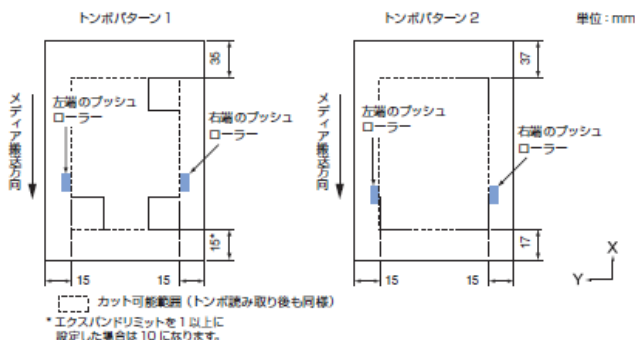 トンボパターン1
トンボパターン2
単位:mm
35
37
メディア搬送方向
左端のプッシュ
ローラー
右端のプッシュ
ローラー
メディア搬送方向
左端のプッシュ
ローラー
右端のプッシュ
ローラー
15*
17
15
15
15
15
X
Y
カット可能範囲(トンボ読み取り後も同様)
* エクスパンドリミットを1以上に
設定した場合は10になります。